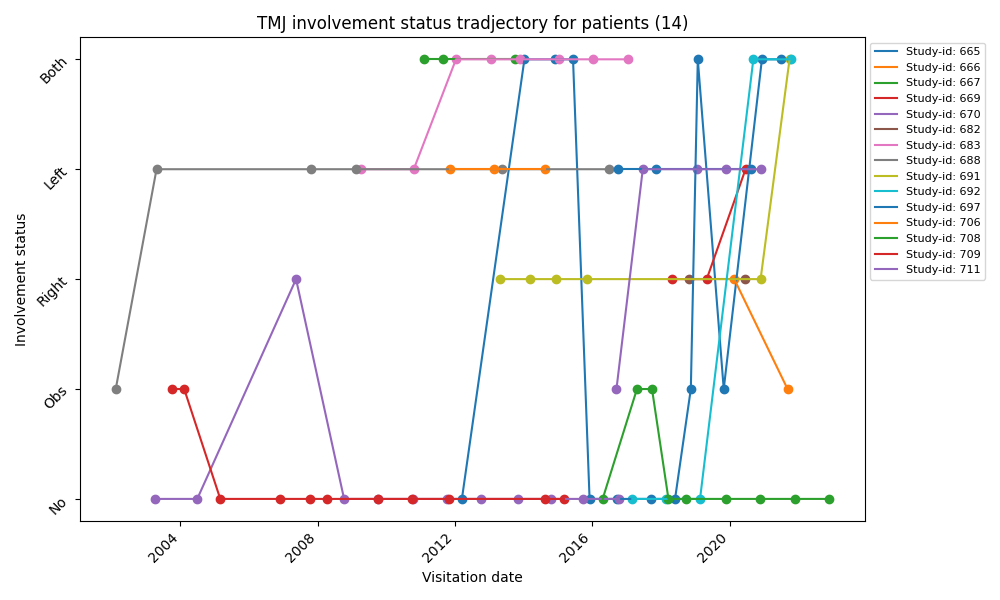 TMJ involvement status tradjectory for patients (14)
Both
Left
Right
Obs
No
Involvement status
2004
2008
2012
2016
2020
Visitation date
Study-id: 665
Study-id: 666
Study-id: 667
Study-id: 669
Study-id: 670
Study-id: 682
Study-id: 683
Study-id: 688
Study-id: 691
Study-id: 692
Study-id: 697
Study-id: 706
Study-id: 708
Study-id: 709
Study-id: 711